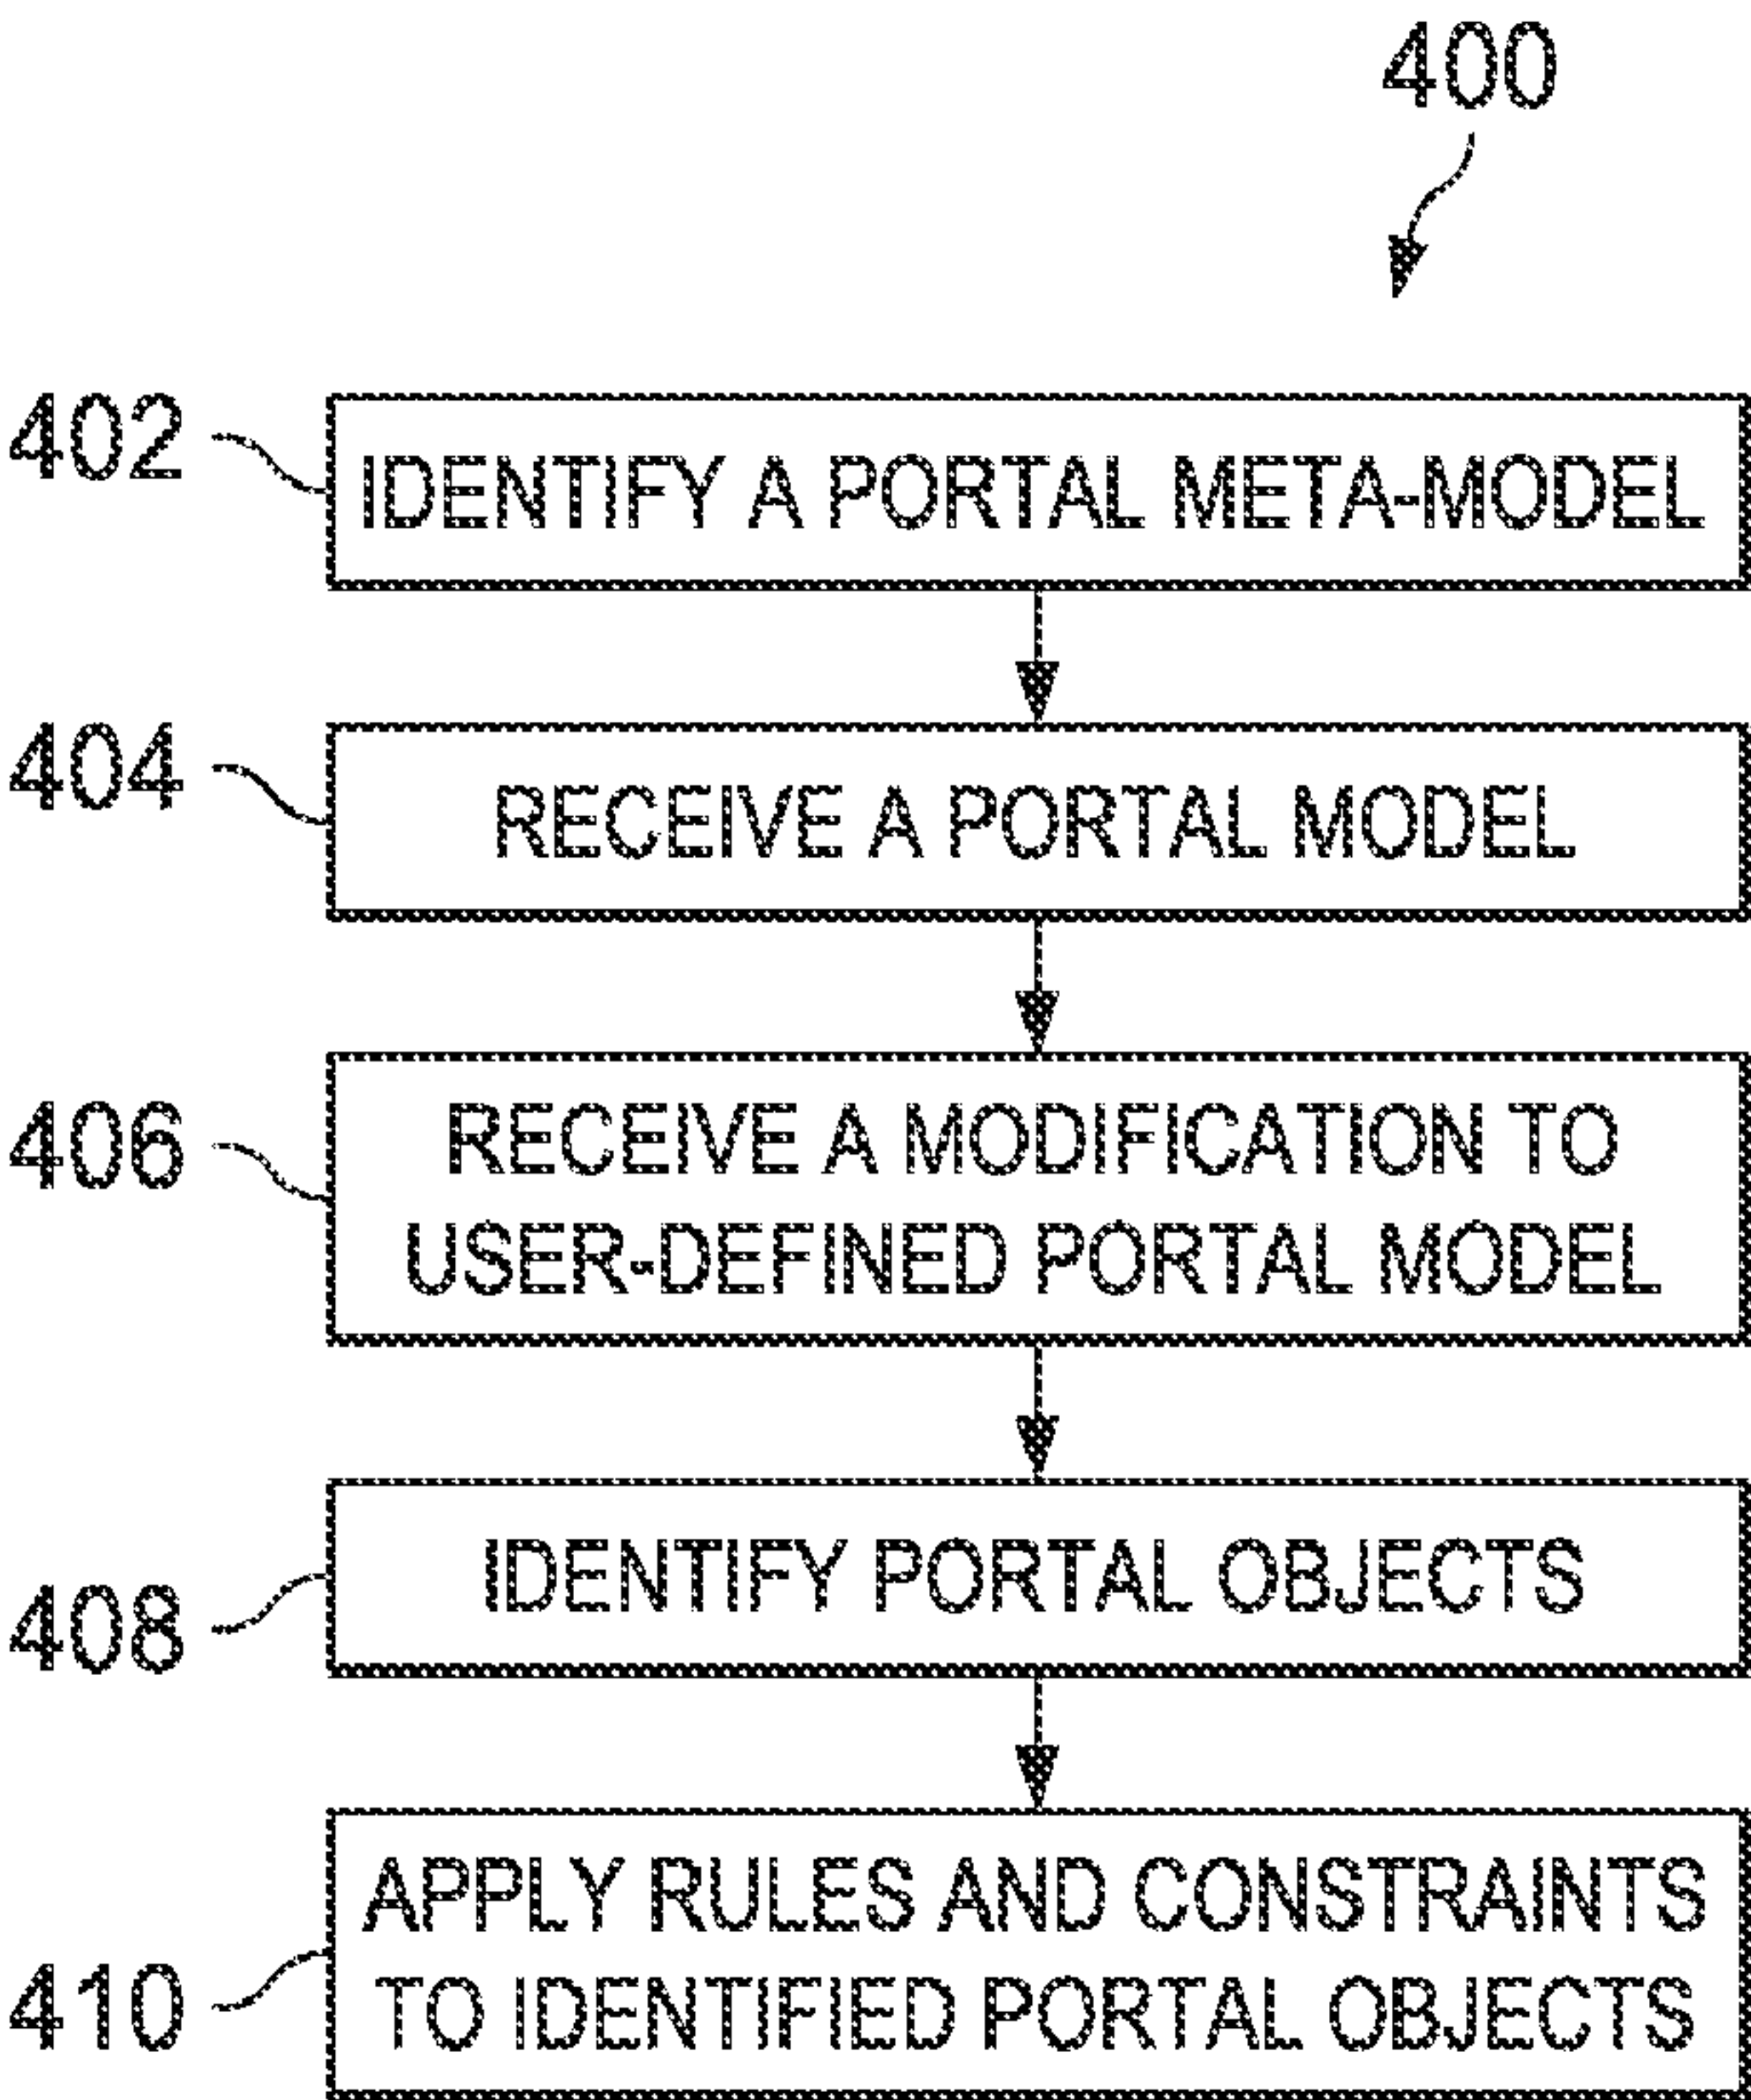 400
402
IDENTIFY A PORTAL META-MODEL
404
RECEIVE A PORTAL MODEL
406
RECEIVE A MODIFICATION TO
USER-DEFINED PORTAL MODEL
408
IDENTIFY PORTAL OBJECTS
410
APPLY RULES AND CONSTRAINTS
TO IDENTIFIED PORTAL OBJECTS